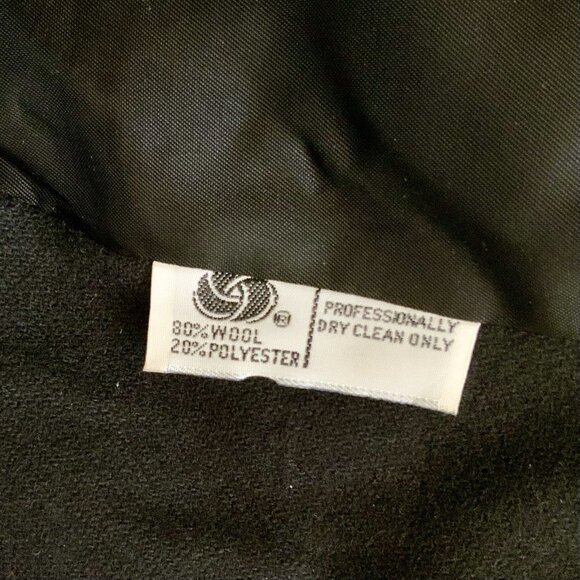 ®
80% WOOL
20% POLYESTER
PROFESSIONALLY
DRY CLEAN ONLY